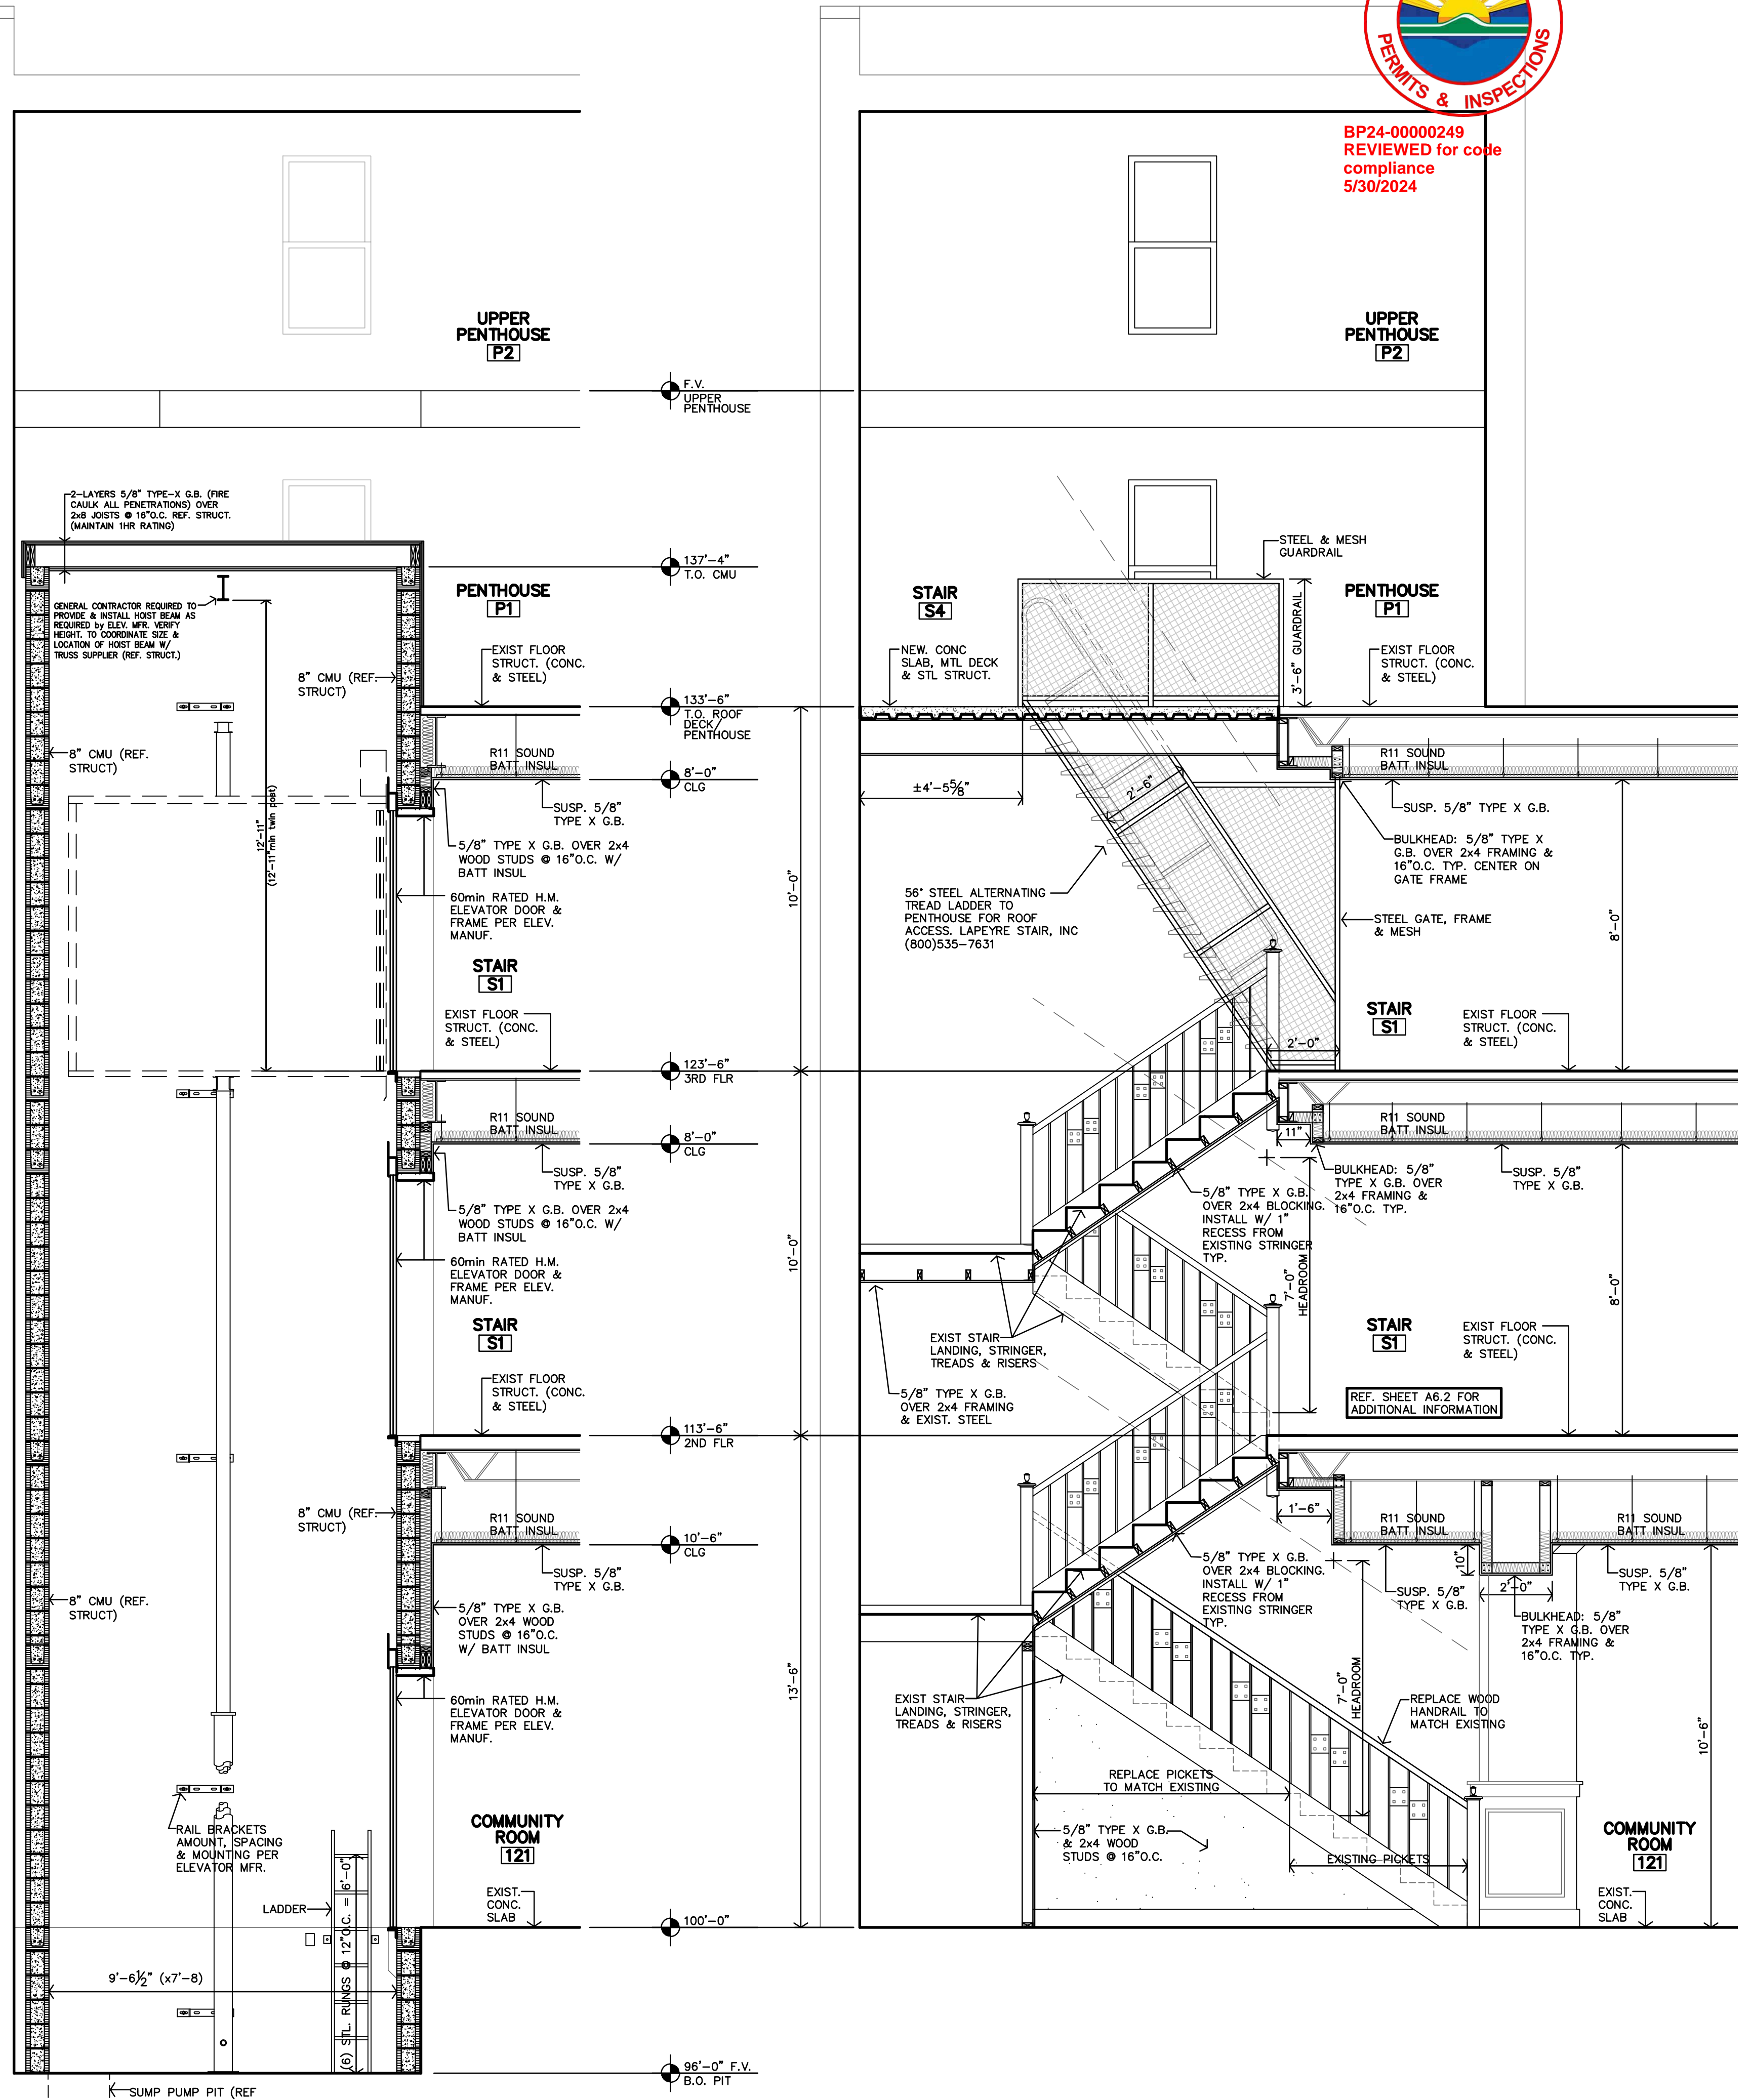 PERMITS & INSPECTIONS
BP24-00000249
REVIEWED for code
compliance
5/30/2024
UPPER
PENTHOUSE
P2
F.V.
UPPER
PENTHOUSE
UPPER
PENTHOUSE
P2
2-LAYERS 5/8" TYPE-X G.B. (FIRE
CAULK ALL PENETRATIONS) OVER
2x8 JOISTS @ 16"O.C. REF. STRUCT.
(MAINTAIN 1HR RATING)
137'-4"
T.O. CMU
GENERAL CONTRACTOR REQUIRED TO
PROVIDE & INSTALL HOIST BEAM AS
REQUIRED by ELEV. MFR. VERIFY
HEIGHT. TO COORDINATE SIZE &
LOCATION OF HOIST BEAM W/
TRUSS SUPPLIER (REF. STRUCT.)
PENTHOUSE
P1
EXIST FLOOR
STRUCT. (CONC.
& STEEL)
8" CMU (REF.
STRUCT)
133'-6"
T.O. ROOF
DECK/
PENTHOUSE
8" CMU (REF.
STRUCT)
R11 SOUND
BATT INSUL
8'-0"
CLG
SUSP. 5/8"
TYPE X G.B.
12'-11"
(12'-11"min twin post)
5/8" TYPE X G.B. OVER 2x4
WOOD STUDS @ 16"O.C. W/
BATT INSUL
60min RATED H.M.
ELEVATOR DOOR &
FRAME PER ELEV.
MANUF.
10'-0"
STAIR
S1
EXIST FLOOR
STRUCT. (CONC.
& STEEL)
123'-6"
3RD FLR
R11 SOUND
BATT INSUL
8'-0"
CLG
SUSP. 5/8"
TYPE X G.B.
5/8" TYPE X G.B. OVER 2x4
WOOD STUDS @ 16"O.C. W/
BATT INSUL
60min RATED H.M.
ELEVATOR DOOR &
FRAME PER ELEV.
MANUF.
10'-0"
STAIR
S1
EXIST FLOOR
STRUCT. (CONC.
& STEEL)
113'-6"
2ND FLR
8" CMU (REF.
STRUCT)
R11 SOUND
BATT INSUL
10'-6"
CLG
SUSP. 5/8"
TYPE X G.B.
8" CMU (REF.
STRUCT)
5/8" TYPE X G.B.
OVER 2x4 WOOD
STUDS @ 16"O.C.
W/ BATT INSUL
60min RATED H.M.
ELEVATOR DOOR &
FRAME PER ELEV.
MANUF.
13'-6"
RAIL BRACKETS
AMOUNT, SPACING
& MOUNTING PER
ELEVATOR MFR.
COMMUNITY
ROOM
121
LADDER
(6) STL. RUNGS @ 12"O.C. = 6'-0"
EXIST.
CONC.
SLAB
100'-0"
9'-6½" (x7'-8)
96'-0" F.V.
B.O. PIT
SUMP PUMP PIT (REF
STEEL & MESH
GUARDRAIL
STAIR
S4
3'-6" GUARDRAIL
PENTHOUSE
P1
NEW. CONC
SLAB, MTL DECK
& STL STRUCT.
EXIST FLOOR
STRUCT. (CONC.
& STEEL)
R11 SOUND
BATT INSUL
±4'-5⅝"
2'-6"
SUSP. 5/8" TYPE X G.B.
BULKHEAD: 5/8" TYPE X
G.B. OVER 2x4 FRAMING &
16"O.C. TYP. CENTER ON
GATE FRAME
56° STEEL ALTERNATING
TREAD LADDER TO
PENTHOUSE FOR ROOF
ACCESS. LAPEYRE STAIR, INC
(800)535-7631
STEEL GATE, FRAME
& MESH
8'-0"
STAIR
S1
EXIST FLOOR
STRUCT. (CONC.
& STEEL)
2'-0"
R11 SOUND
BATT INSUL
11"
BULKHEAD: 5/8"
TYPE X G.B. OVER
2x4 FRAMING &
16"O.C. TYP.
SUSP. 5/8"
TYPE X G.B.
5/8" TYPE X G.B.
OVER 2x4 BLOCKING.
INSTALL W/ 1"
RECESS FROM
EXISTING STRINGER
TYP.
7'-0"
HEADROOM
8'-0"
EXIST STAIR
LANDING, STRINGER,
TREADS & RISERS
STAIR
S1
EXIST FLOOR
STRUCT. (CONC.
& STEEL)
5/8" TYPE X G.B.
OVER 2x4 FRAMING
& EXIST. STEEL
REF. SHEET A6.2 FOR
ADDITIONAL INFORMATION
1'-6"
R11 SOUND
BATT INSUL
R11 SOUND
BATT INSUL
10"
2'-0"
5/8" TYPE X G.B.
OVER 2x4 BLOCKING.
INSTALL W/ 1"
RECESS FROM
EXISTING STRINGER
TYP.
SUSP. 5/8"
TYPE X G.B.
SUSP. 5/8"
TYPE X G.B.
BULKHEAD: 5/8"
TYPE X G.B. OVER
2x4 FRAMING &
16"O.C. TYP.
EXIST STAIR
LANDING, STRINGER,
TREADS & RISERS
7'-0"
HEADROOM
REPLACE WOOD
HANDRAIL TO
MATCH EXISTING
10'-6"
REPLACE PICKETS
TO MATCH EXISTING
5/8" TYPE X G.B.
& 2x4 WOOD
STUDS @ 16"O.C.
EXISTING PICKETS
COMMUNITY
ROOM
121
EXIST.
CONC.
SLAB